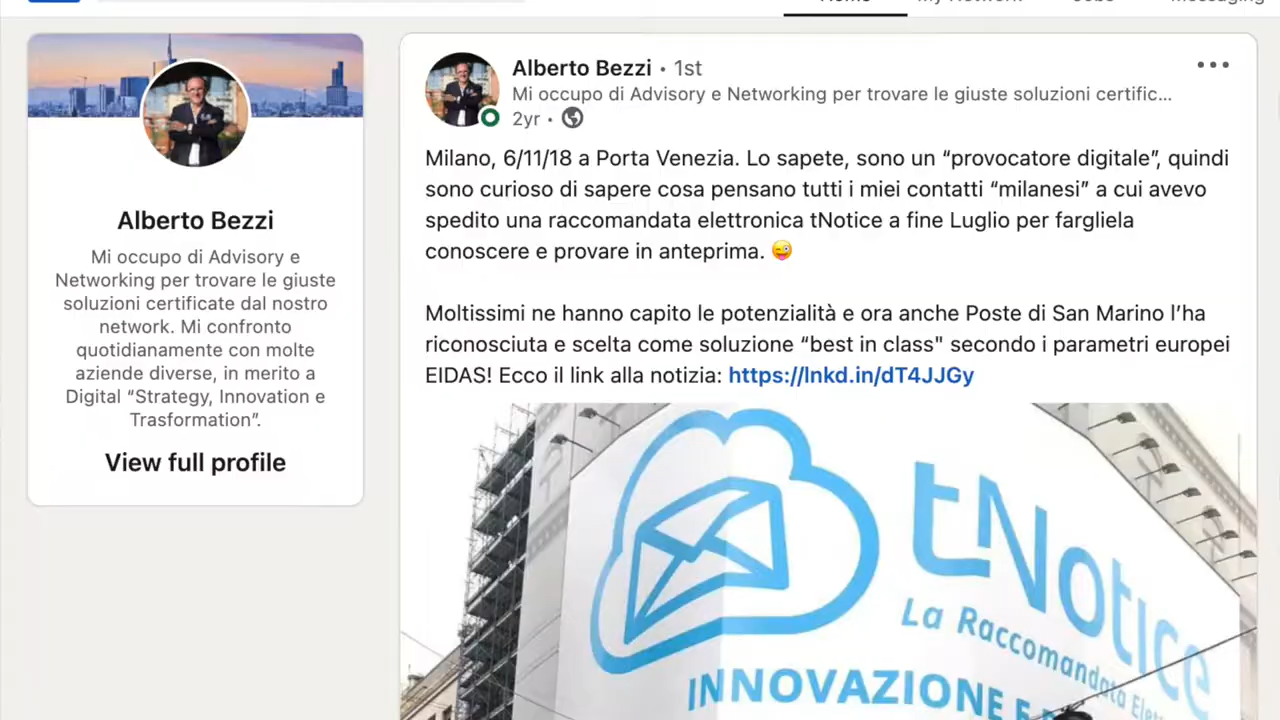 Home My Network Jobs Messaging
Alberto Bezzi
Mi occupo di Advisory e
Networking per trovare le giuste
soluzioni certificate dal nostro
network. Mi confronto
quotidianamente con molte
aziende diverse, in merito a
Digital “Strategy, Innovation e
Trasformation”.
View full profile
Alberto Bezzi • 1st
Mi occupo di Advisory e Networking per trovare le giuste soluzioni certific...
2yr •
Milano, 6/11/18 a Porta Venezia. Lo sapete, sono un “provocatore digitale”, quindi
sono curioso di sapere cosa pensano tutti i miei contatti “milanesi” a cui avevo
spedito una raccomandata elettronica tNotice a fine Luglio per fargliela
conoscere e provare in anteprima. 😜
Moltissimi ne hanno capito le potenzialità e ora anche Poste di San Marino l’ha
riconosciuta e scelta come soluzione “best in class" secondo i parametri europei
EIDAS! Ecco il link alla notizia: https://lnkd.in/dT4JJGy
tNotice
La Raccomandata
INNOVAZIONE E